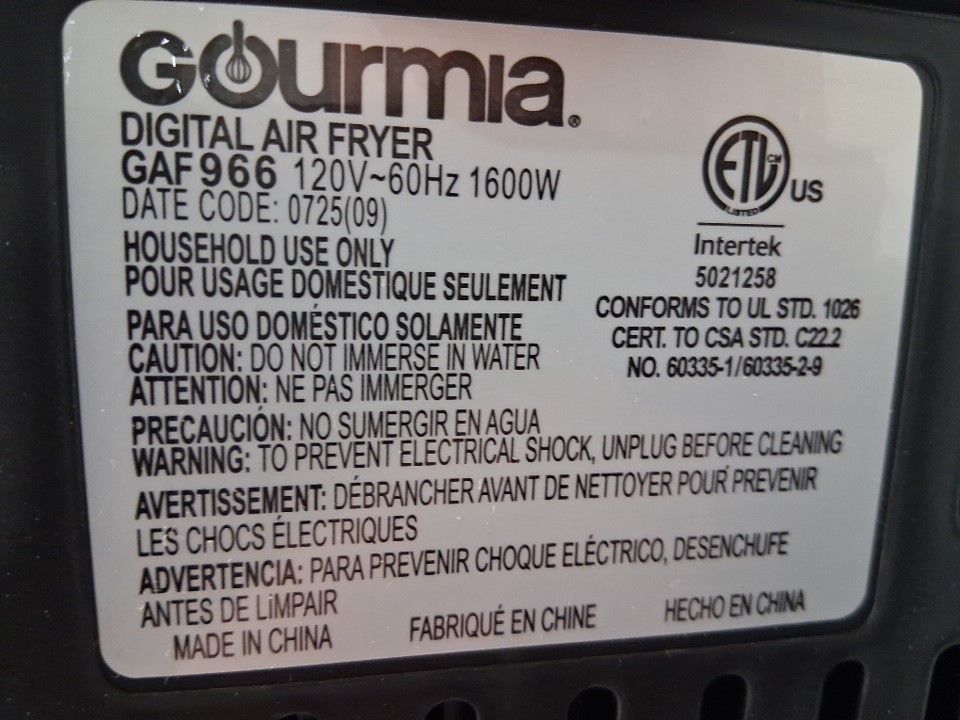 Gourmia®
DIGITAL AIR FRYER
GAF966 120V~60Hz 1600W
DATE CODE: 0725(09)
HOUSEHOLD USE ONLY
POUR USAGE DOMESTIQUE SEULEMENT
PARA USO DOMÉSTICO SOLAMENTE
CAUTION: DO NOT IMMERSE IN WATER
ATTENTION: NE PAS IMMERGER
PRECAUCIÓN: NO SUMERGIR EN AGUA
WARNING: TO PREVENT ELECTRICAL SHOCK, UNPLUG BEFORE CLEANING
AVERTISSEMENT: DÉBRANCHER AVANT DE NETTOYER POUR PREVENIR
LES CHOCS ÉLECTRIQUES
ADVERTENCIA: PARA PREVENIR CHOQUE ELÉCTRICO, DESENCHUFE
ANTES DE LiMPAIR
MADE IN CHINA FABRIQUÉ EN CHINE HECHO EN CHINA
ETL CM
LISTED
US
Intertek
5021258
CONFORMS TO UL STD. 1026
CERT. TO CSA STD. C22.2
NO. 60335-1/60335-2-9